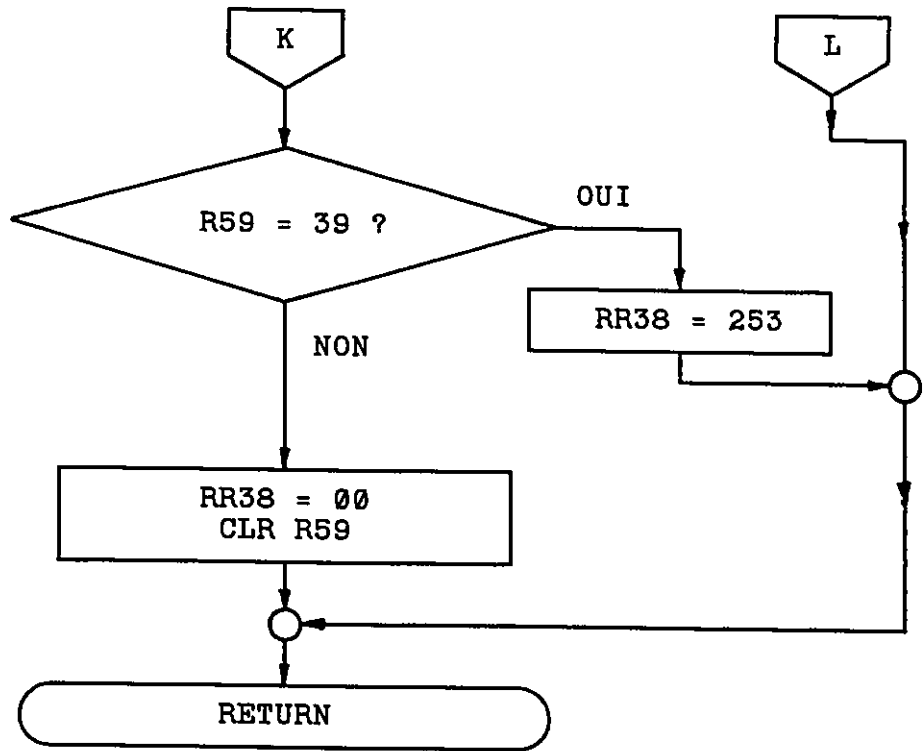 K
L
R59 = 39 ?
OUI
RR38 = 253
NON
RR38 = 00
CLR R59
RETURN